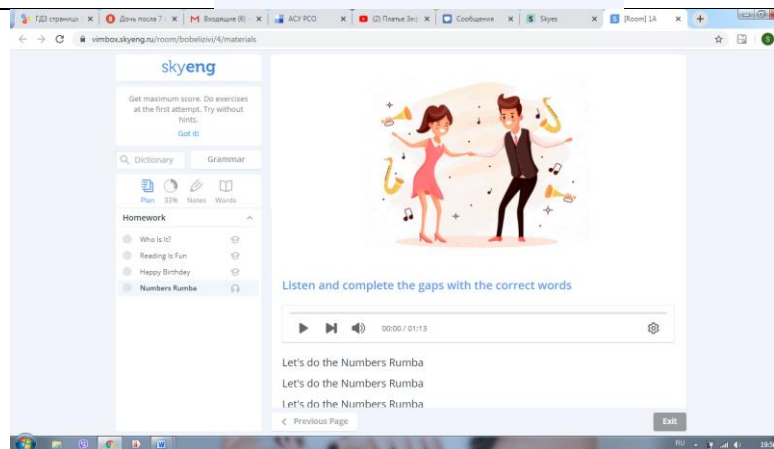 ГДЗ страница
Дочь после 7
Входящие (6)
АСУ РСО
Сообщения
Skyes
[Room] 1A
vimbox.skyeng.ru/room/bobelizivi/4/materials
skyeng
Get maximum score. Do exercises
at the first attempt. Try without
hints.
Got it!
Dictionary
Grammar
Plan
33%
Notes
Words
Homework
Who Is It?
Reading Is Fun
Happy Birthday
Numbers Rumba
Listen and complete the gaps with the correct words
00:00 / 01:13
Let's do the Numbers Rumba
Let's do the Numbers Rumba
Let's do the Numbers Rumba
Previous Page
Exit
RU